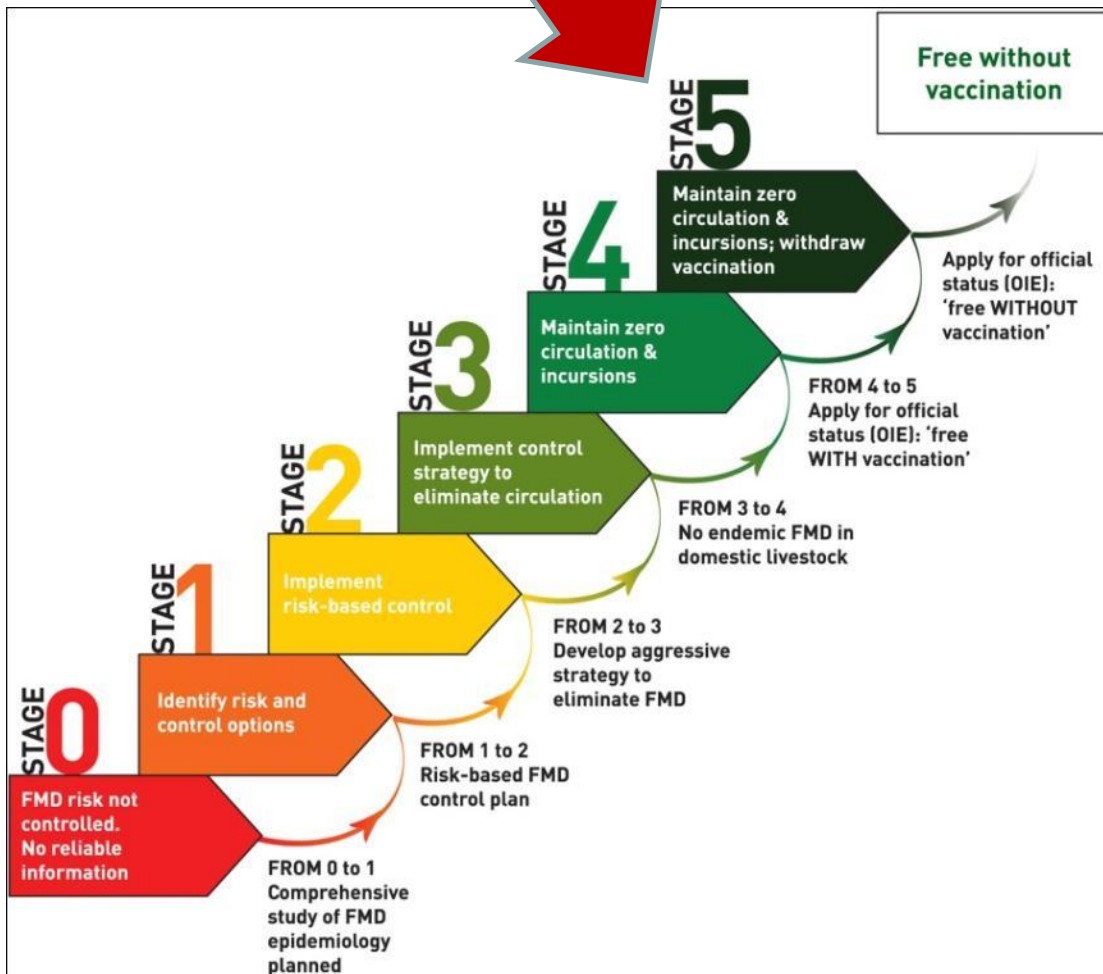 Free without
vaccination
STAGE 5
Maintain zero
circulation &
incursions; withdraw
vaccination
Apply for official
status (OIE):
‘free WITHOUT
vaccination’
STAGE 4
Maintain zero
circulation &
incursions
FROM 4 to 5
Apply for official
status (OIE): ‘free
WITH vaccination’
STAGE 3
Implement control
strategy to
eliminate circulation
FROM 3 to 4
No endemic FMD in
domestic livestock
STAGE 2
Implement
risk-based control
FROM 2 to 3
Develop aggressive
strategy to
eliminate FMD
STAGE 1
Identify risk and
control options
FROM 1 to 2
Risk-based FMD
control plan
STAGE 0
FMD risk not
controlled.
No reliable
information
FROM 0 to 1
Comprehensive
study of FMD
epidemiology
planned